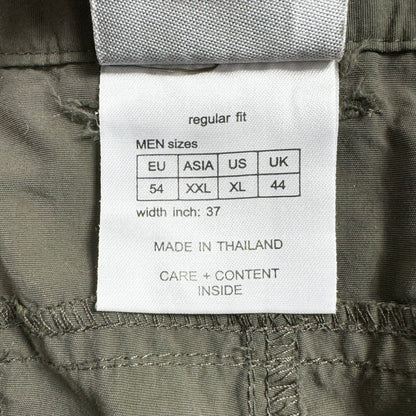 regular fit
MEN sizes
EU ASIA US UK
54 XXL XL 44
width inch: 37
MADE IN THAILAND
CARE + CONTENT
INSIDE